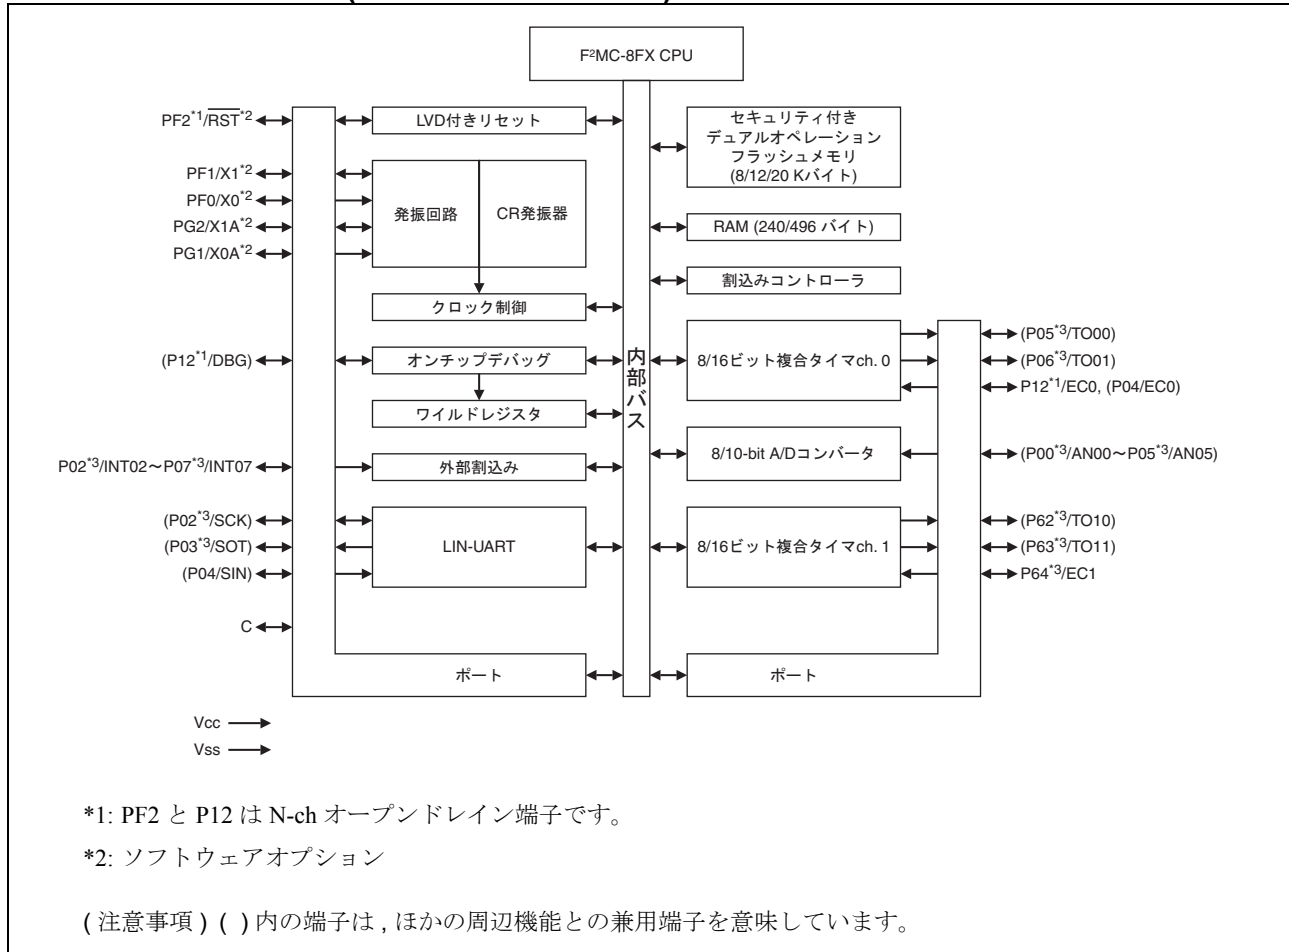 F²MC-8FX CPU
PF2*1/RST*2
LVD付きリセット
セキュリティ付き
デュアルオペレーション
フラッシュメモリ
(8/12/20 Kバイト)
PF1/X1*2
PF0/X0*2
PG2/X1A*2
PG1/X0A*2
発振回路
CR発振器
RAM (240/496 バイト)
割込みコントローラ
クロック制御
(P12*1/DBG)
オンチップデバッグ
ワイルドレジスタ
内部バス
8/16ビット複合タイマch. 0
(P05*3/TO00)
(P06*3/TO01)
P12*1/EC0, (P04/EC0)
P02*3/INT02～P07*3/INT07
外部割込み
8/10-bit A/Dコンバータ
(P00*3/AN00～P05*3/AN05)
(P02*3/SCK)
(P03*3/SOT)
(P04/SIN)
LIN-UART
8/16ビット複合タイマch. 1
(P62*3/TO10)
(P63*3/TO11)
P64*3/EC1
C
ポート
ポート
Vcc
Vss
*1: PF2 と P12 は N-ch オープンドレイン端子です。
*2: ソフトウェアオプション
( 注意事項 ) ( ) 内の端子は , ほかの周辺機能との兼用端子を意味しています。